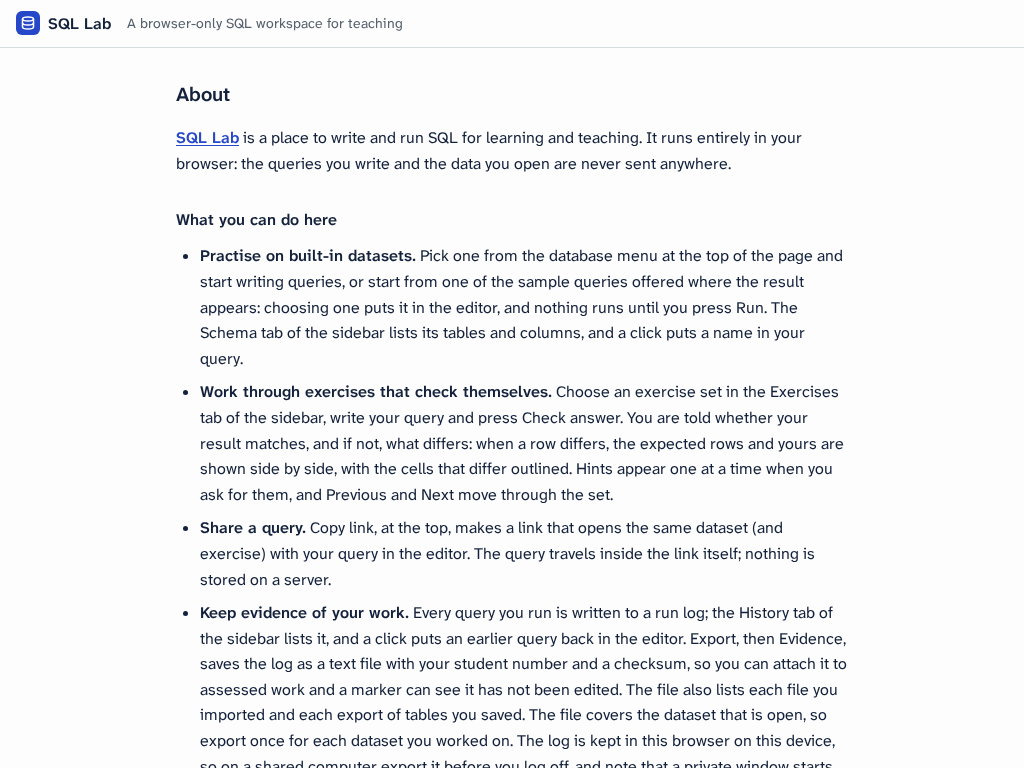 SQL Lab
A browser-only SQL workspace for teaching
About
SQL Lab is a place to write and run SQL for learning and teaching. It runs entirely in your
browser: the queries you write and the data you open are never sent anywhere.
What you can do here
• Practise on built-in datasets. Pick one from the database menu at the top of the page and
start writing queries, or start from one of the sample queries offered where the result
appears: choosing one puts it in the editor, and nothing runs until you press Run. The
Schema tab of the sidebar lists its tables and columns, and a click puts a name in your
query.
• Work through exercises that check themselves. Choose an exercise set in the Exercises
tab of the sidebar, write your query and press Check answer. You are told whether your
result matches, and if not, what differs: when a row differs, the expected rows and yours are
shown side by side, with the cells that differ outlined. Hints appear one at a time when you
ask for them, and Previous and Next move through the set.
• Share a query. Copy link, at the top, makes a link that opens the same dataset (and
exercise) with your query in the editor. The query travels inside the link itself; nothing is
stored on a server.
• Keep evidence of your work. Every query you run is written to a run log; the History tab of
the sidebar lists it, and a click puts an earlier query back in the editor. Export, then Evidence,
saves the log as a text file with your student number and a checksum, so you can attach it to
assessed work and a marker can see it has not been edited. The file also lists each file you
imported and each export of tables you saved. The file covers the dataset that is open, so
export once for each dataset you worked on. The log is kept in this browser on this device,
so on a shared computer export it before you log off, and note that a private window starts